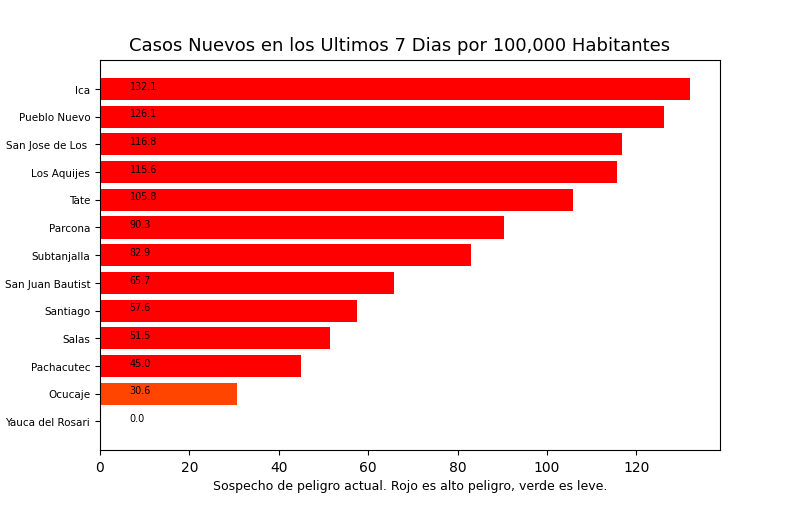 Casos Nuevos en los Ultimos 7 Dias por 100,000 Habitantes
Ica 132.1
Pueblo Nuevo 126.1
San Jose de Los 116.8
Los Aquijes 115.6
Tate 105.8
Parcona 90.3
Subtanjalla 82.9
San Juan Bautist 65.7
Santiago 57.6
Salas 51.5
Pachacutec 45.0
Ocucaje 30.6
Yauca del Rosari 0.0
0 20 40 60 80 100 120
Sospecho de peligro actual. Rojo es alto peligro, verde es leve.